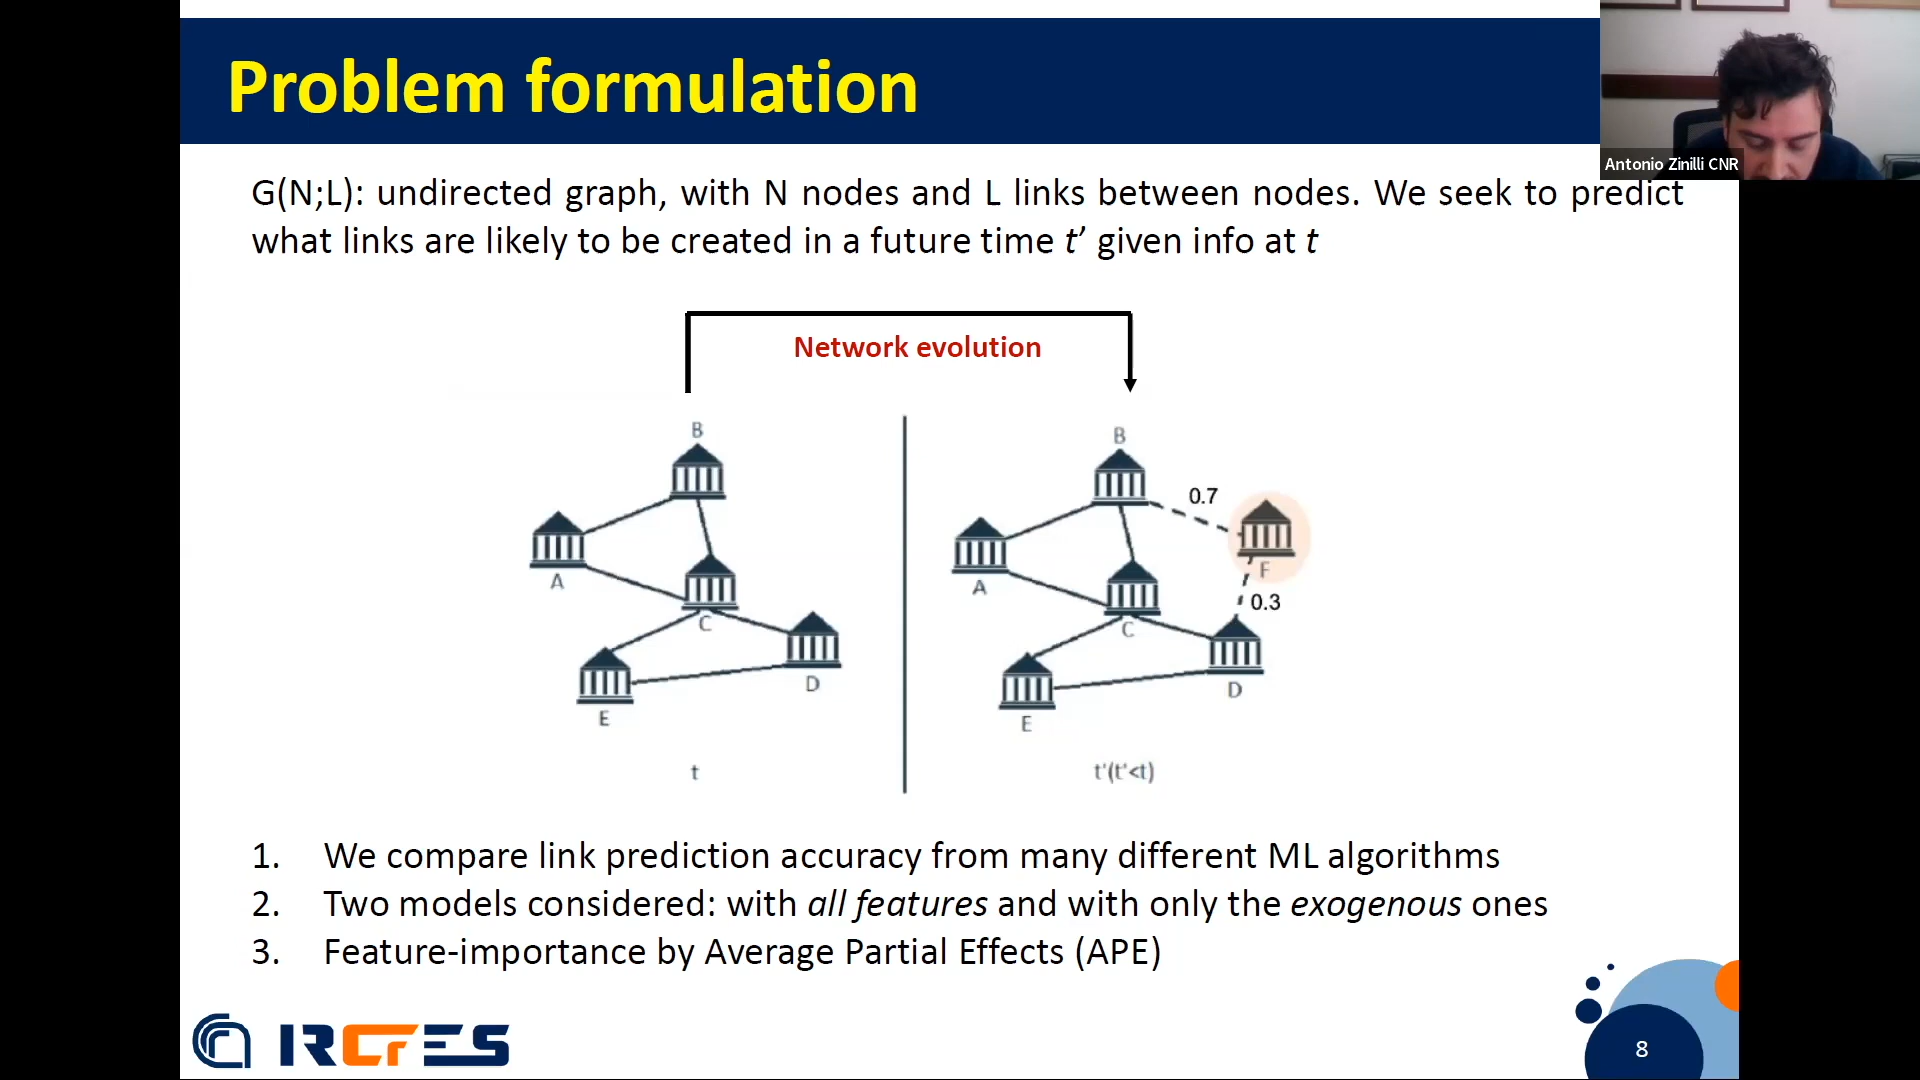 Problem formulation
Antonio Zinilli CNR
G(N;L): undirected graph, with N nodes and L links between nodes. We seek to predict
what links are likely to be created in a future time t’ given info at t
Network evolution
B
A
C
D
E
t
B
0.7
A
F
0.3
C
D
E
t'(t'<t)
1. We compare link prediction accuracy from many different ML algorithms
2. Two models considered: with all features and with only the exogenous ones
3. Feature-importance by Average Partial Effects (APE)
IRCrES
8